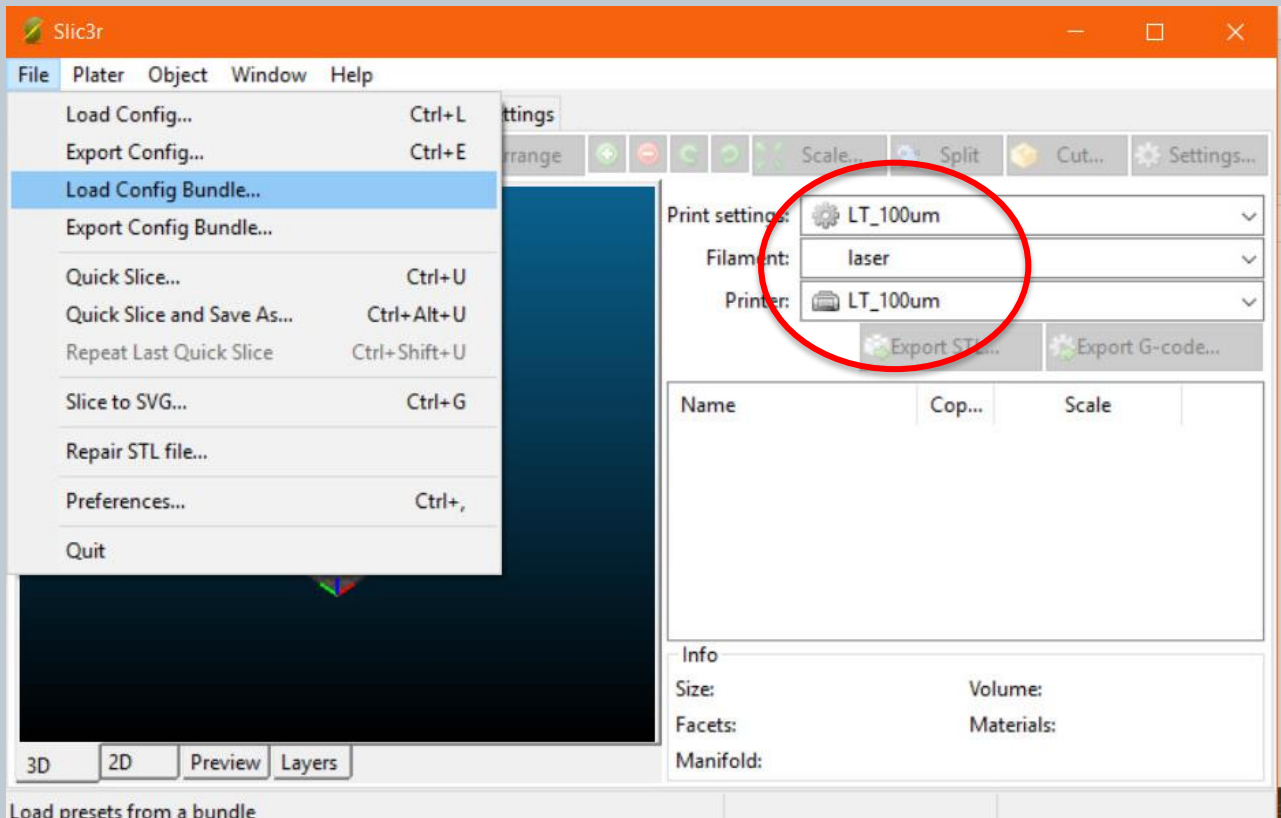 Slic3r
File Plater Object Window Help
Load Config... Ctrl+L
Export Config... Ctrl+E
Load Config Bundle...
Export Config Bundle...
Quick Slice... Ctrl+U
Quick Slice and Save As... Ctrl+Alt+U
Repeat Last Quick Slice Ctrl+Shift+U
Slice to SVG... Ctrl+G
Repair STL file...
Preferences... Ctrl+,
Quit
ttings
rrange Scale... Split Cut... Settings...
Print settings: LT_100um
Filament: laser
Printer: LT_100um
Export STL... Export G-code...
Name Cop... Scale
Info
Size: Volume:
Facets: Materials:
Manifold:
3D 2D Preview Layers
Load presets from a bundle